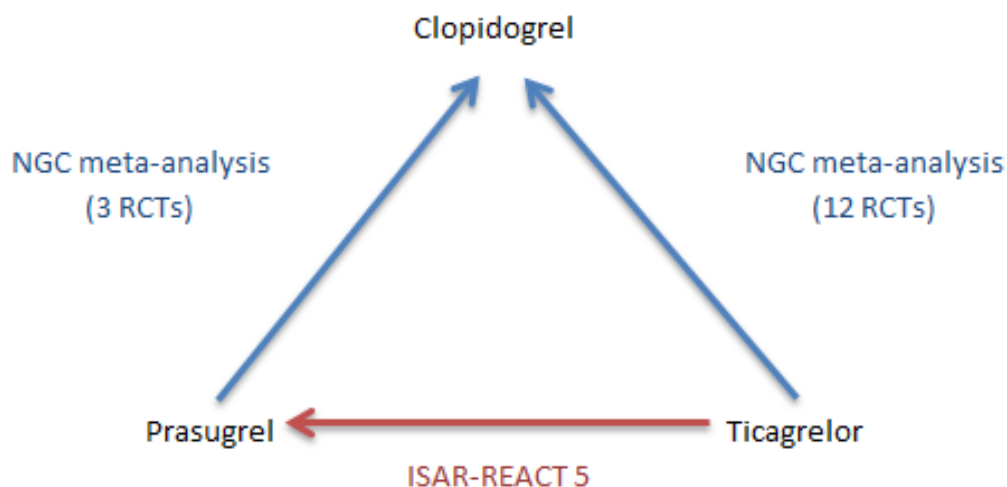 Clopidogrel
NGC meta-analysis
(3 RCTs)
NGC meta-analysis
(12 RCTs)
Prasugrel
Ticagrelor
ISAR-REACT 5